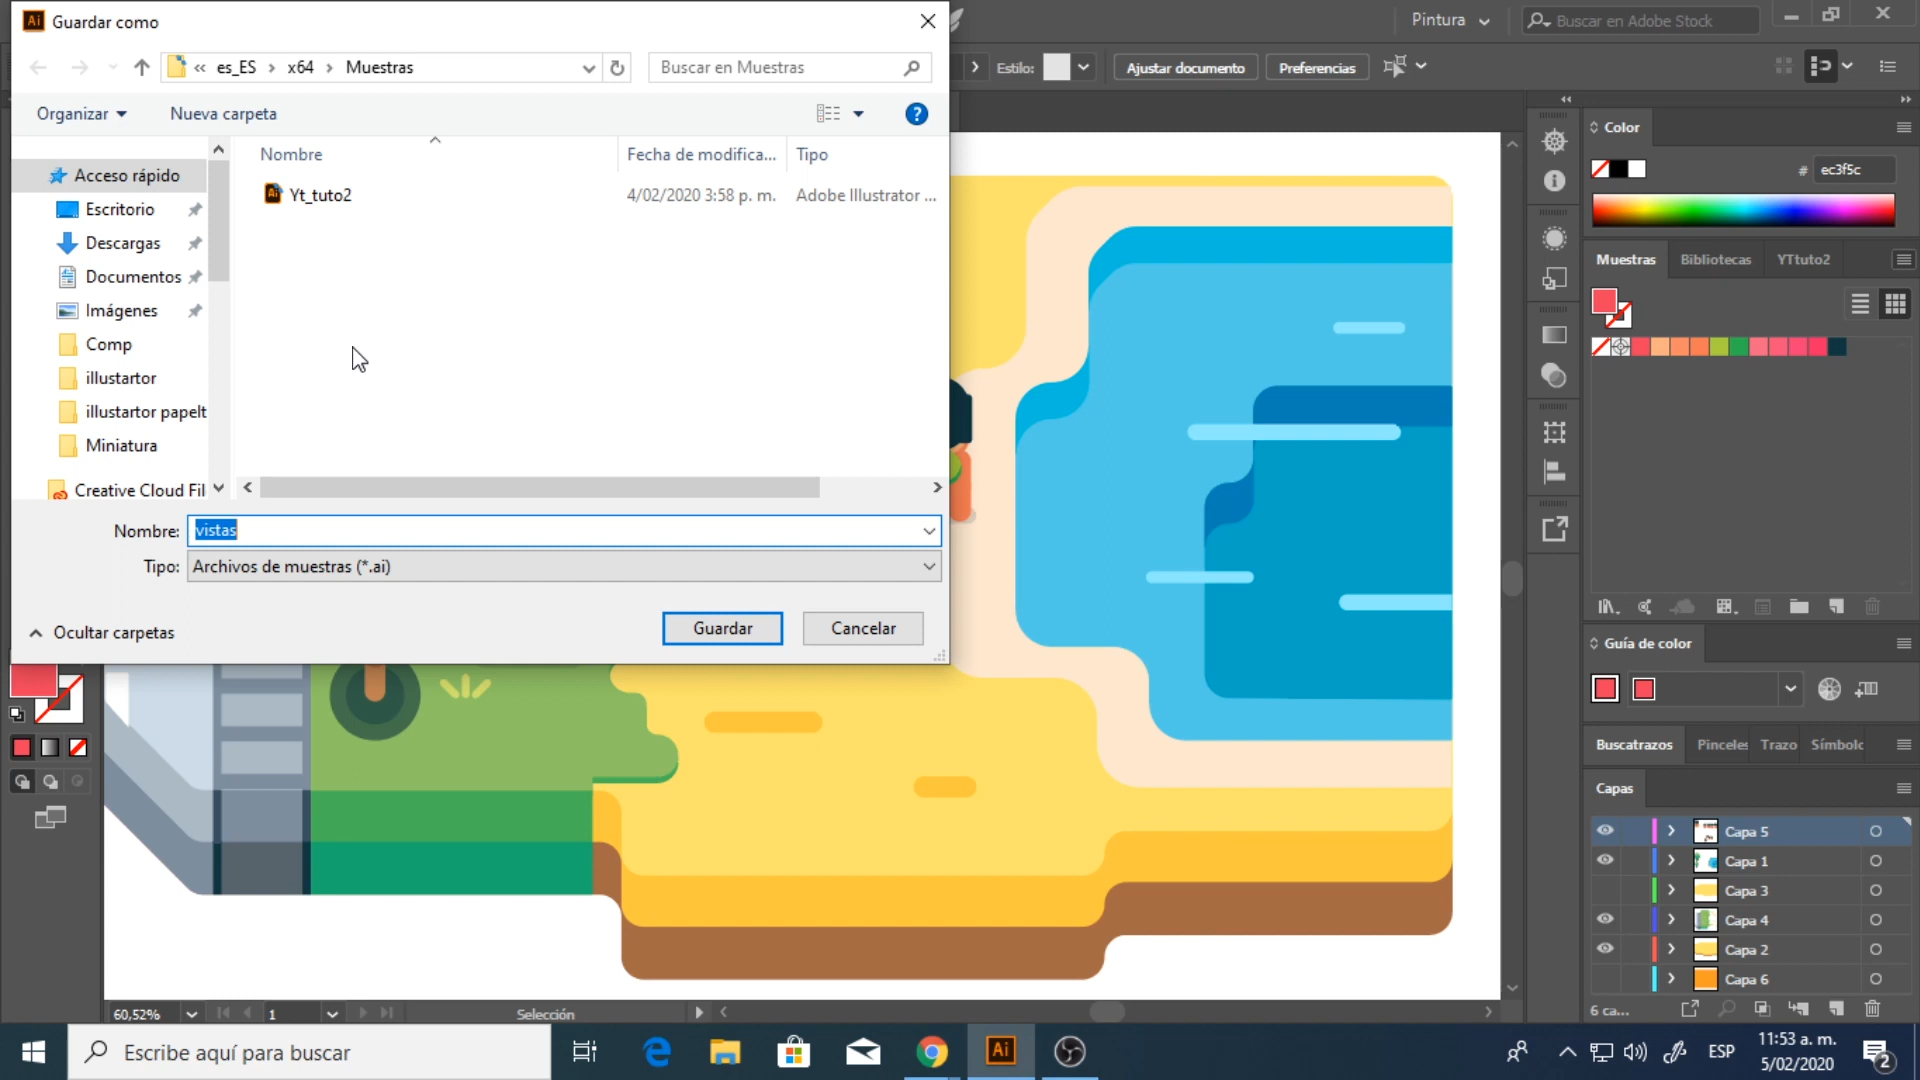 Guardar como
Pintura
Buscar en Adobe Stock
« es_ES › x64 › Muestras
Buscar en Muestras
Estilo:
Ajustar documento
Preferencias
Organizar
Nueva carpeta
Nombre
Fecha de modifica...
Tipo
Yt_tuto2
4/02/2020 3:58 p. m.
Adobe Illustrator ...
Acceso rápido
Escritorio
Descargas
Documentos
Imágenes
Comp
illustartor
illustartor papelt
Miniatura
Creative Cloud Fil
Nombre: vistas
Tipo: Archivos de muestras (*.ai)
Ocultar carpetas
Guardar
Cancelar
Color
# ec3f5c
Muestras
Bibliotecas
YTtuto2
Guía de color
Buscatrazos
Pinceles
Trazo
Símbolc
Capas
Capa 5
Capa 1
Capa 3
Capa 4
Capa 2
Capa 6
6 ca...
60,52%
1
Selección
Escribe aquí para buscar
Ai
ESP
11:53 a. m.
5/02/2020
2